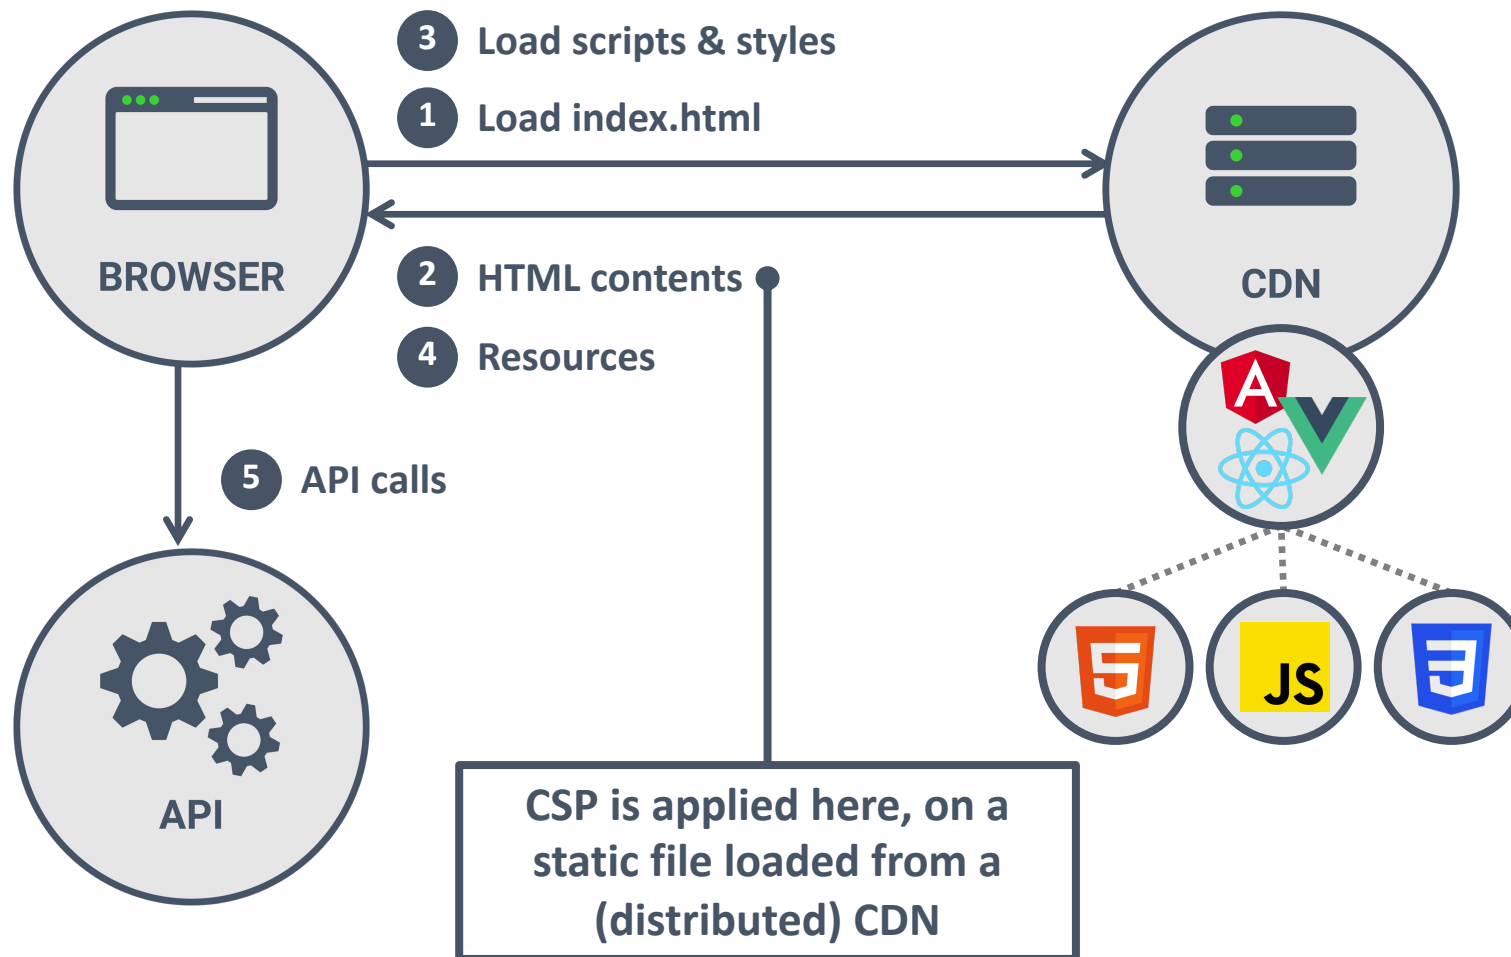 3 Load scripts & styles
1 Load index.html
BROWSER
2 HTML contents
4 Resources
CDN
5 API calls
API
JS
CSP is applied here, on a
static file loaded from a
(distributed) CDN